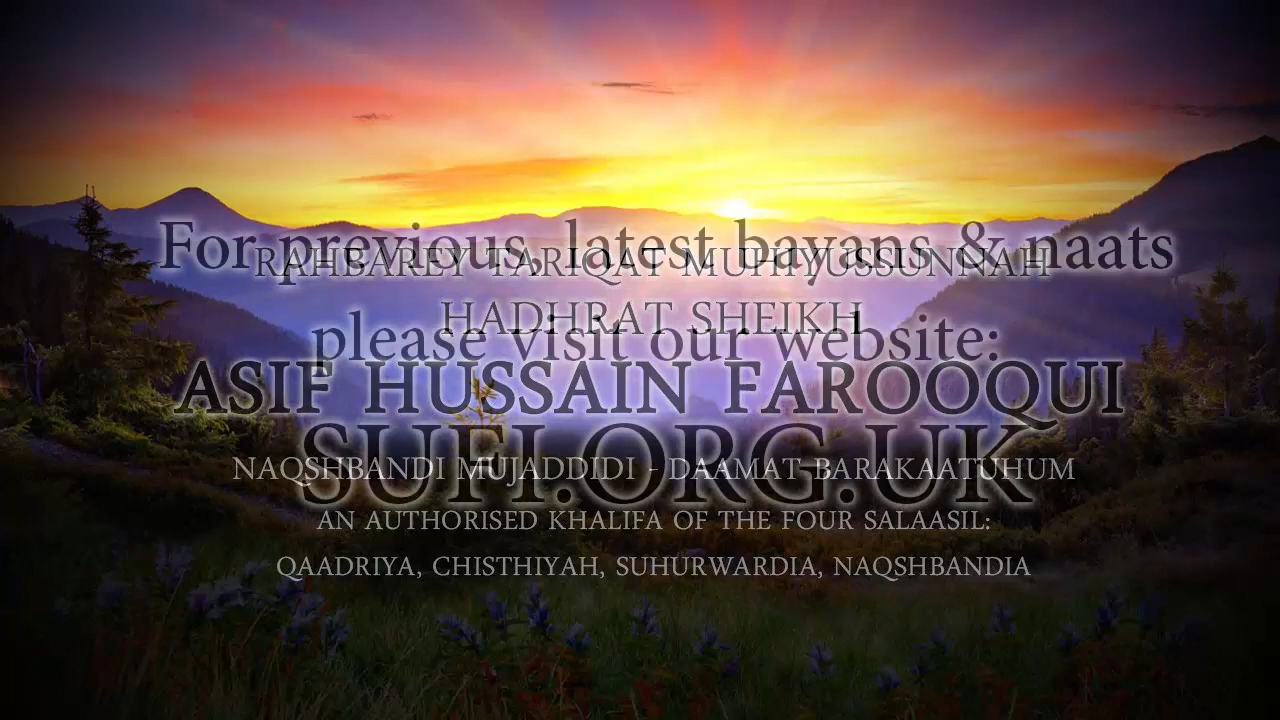 For previous, latest bayans & naats
RAHBAREY TARIQAT MUHIYUSSUNNAH
HADHRAT SHEIKH
please visit our website:
ASIF HUSSAIN FAROOQUI
SUFI.ORG.UK
NAQSHBANDI MUJADDIDI - DAAMAT BARAKAATUHUM
AN AUTHORISED KHALIFA OF THE FOUR SALAASIL:
QAADRIYA, CHISTHIYAH, SUHURWARDIA, NAQSHBANDIA